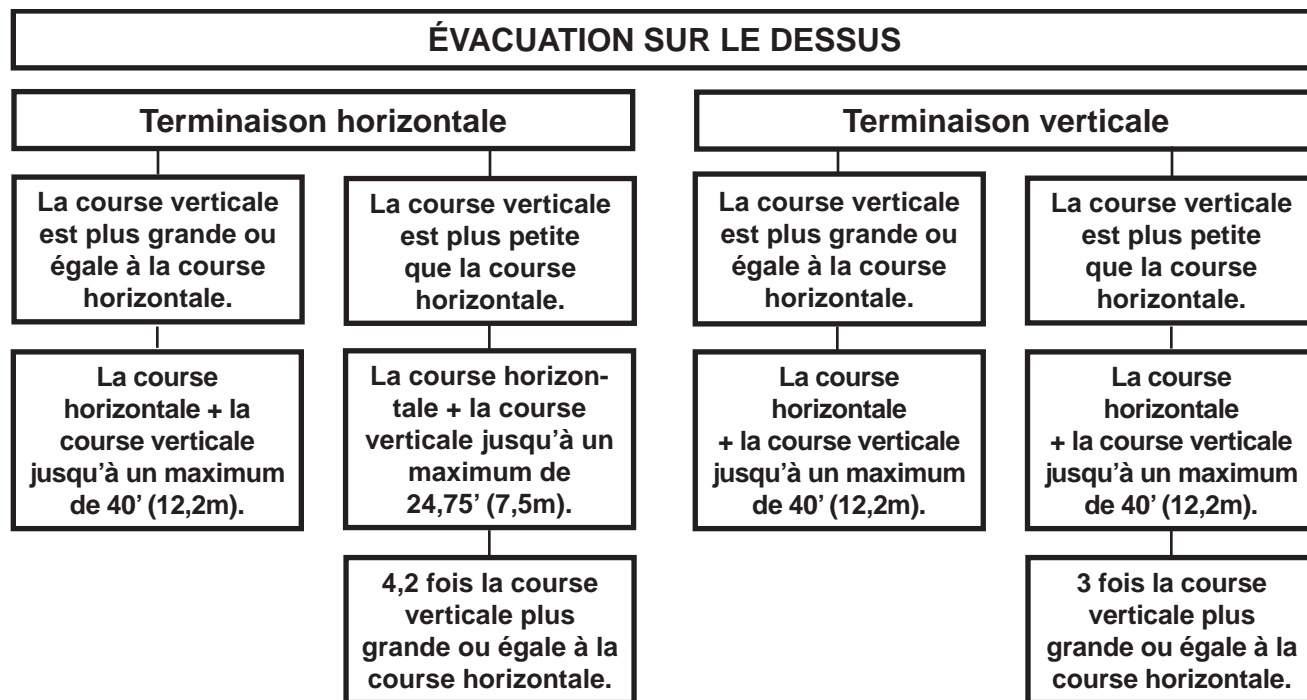 ÉVACUATION SUR LE DESSUS
Terminaison horizontale
La course verticale
est plus grande ou
égale à la course
horizontale.
La course
horizontale + la
course verticale
jusqu’à un maximum
de 40’ (12,2m).
La course verticale
est plus petite
que la course
horizontale.
La course horizon-
tale + la course
verticale jusqu’à un
maximum de
24,75’ (7,5m).
4,2 fois la course
verticale plus
grande ou égale à la
course horizontale.
Terminaison verticale
La course verticale
est plus grande ou
égale à la course
horizontale.
La course
horizontale
+ la course verticale
jusqu’à un maximum
de 40’ (12,2m).
La course verticale
est plus petite
que la course
horizontale.
La course
horizontale
+ la course verticale
jusqu’à un maximum
de 40’ (12,2m).
3 fois la course
verticale plus
grande ou égale à la
course horizontale.